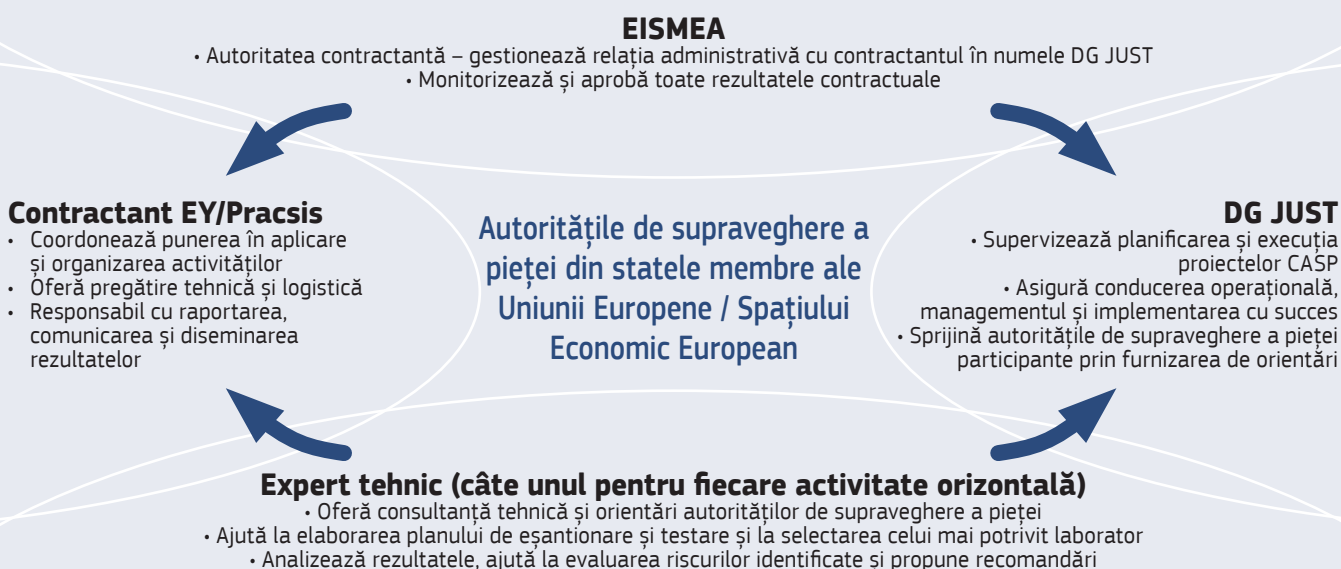 EISMEA
• Autoritatea contractantă – gestionează relația administrativă cu contractantul în numele DG JUST
• Monitorizează și aprobă toate rezultatele contractuale
Contractant EY/Pracsis
• Coordonează punerea în aplicare
și organizarea activităților
• Oferă pregătire tehnică și logistică
• Responsabil cu raportarea,
comunicarea și diseminarea
rezultatelor
Autoritățile de supraveghere a
pieței din statele membre ale
Uniunii Europene / Spațiului
Economic European
DG JUST
• Supervizează planificarea și execuția
proiectelor CASP
• Asigură conducerea operațională,
managementul și implementarea cu succes
• Sprijină autoritățile de supraveghere a pieței
participante prin furnizarea de orientări
Expert tehnic (câte unul pentru fiecare activitate orizontală)
• Oferă consultanță tehnică și orientări autorităților de supraveghere a pieței
• Ajută la elaborarea planului de eșantionare și testare și la selectarea celui mai potrivit laborator
• Analizează rezultatele, ajută la evaluarea riscurilor identificate și propune recomandări